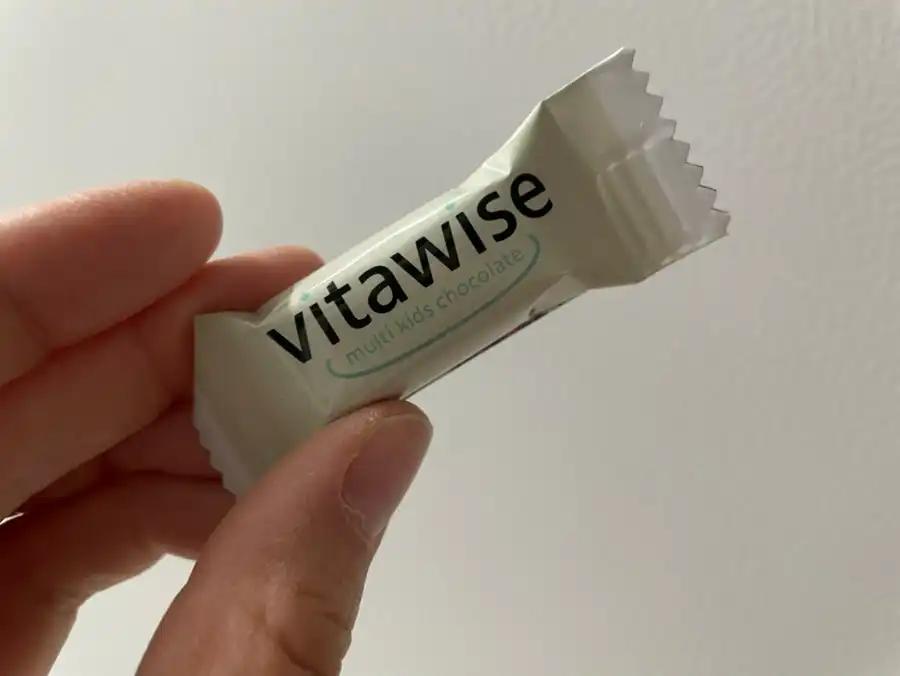 vitawise
multi kids chocolate